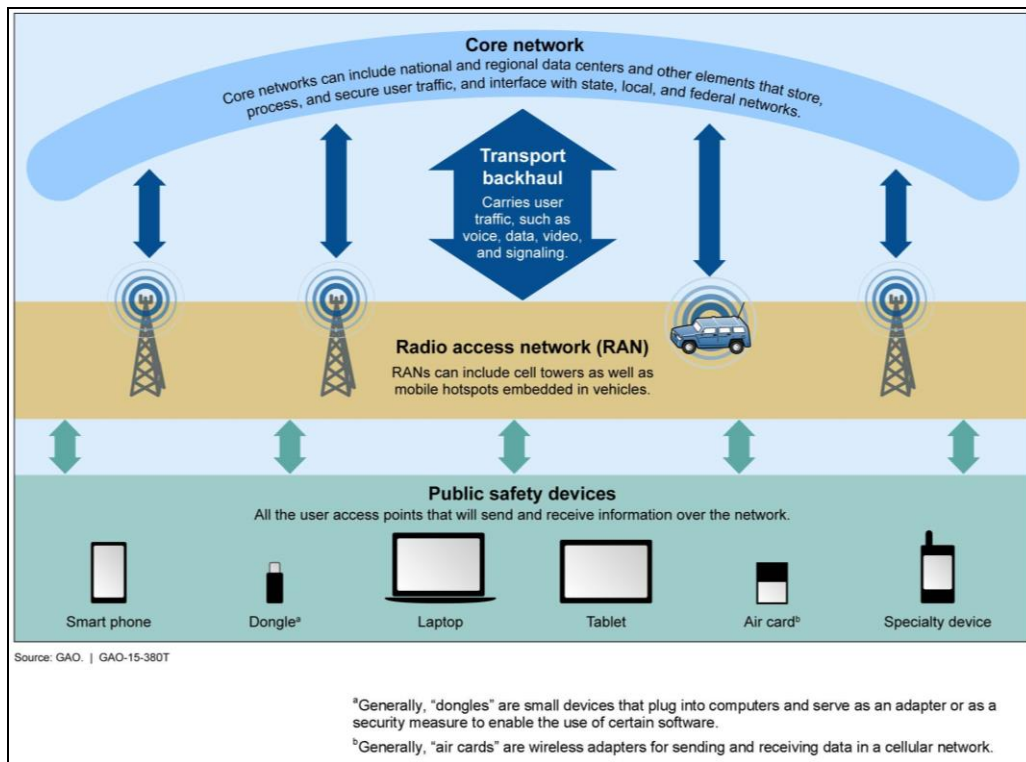 Core network
Core networks can include national and regional data centers and other elements that store,
process, and secure user traffic, and interface with state, local, and federal networks.
Transport
backhaul
Carries user
traffic, such as
voice, data, video,
and signaling.
Radio access network (RAN)
RANs can include cell towers as well as
mobile hotspots embedded in vehicles.
Public safety devices
All the user access points that will send and receive information over the network.
Smart phone
Dongleᵃ
Laptop
Tablet
Air cardᵇ
Specialty device
Source: GAO. | GAO-15-380T
ᵃGenerally, “dongles” are small devices that plug into computers and serve as an adapter or as a
security measure to enable the use of certain software.
ᵇGenerally, “air cards” are wireless adapters for sending and receiving data in a cellular network.